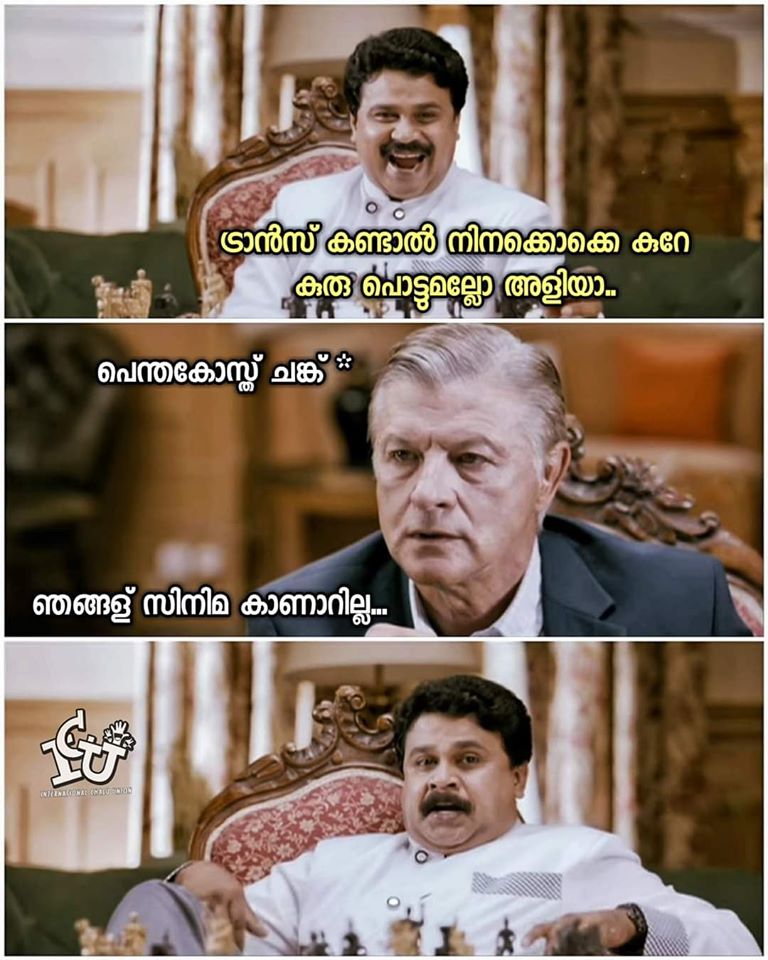 ട്രാൻസ് കണ്ടാൽ നിനക്കൊക്കെ കുറേ
കുരു പൊട്ടുമല്ലോ അളിയാ..
പെന്തകോസ്ത് ചങ്ക് *
ഞങ്ങള് സിനിമ കാണാറില്ല...
ICU
INTERNATIONAL CHALU UNION